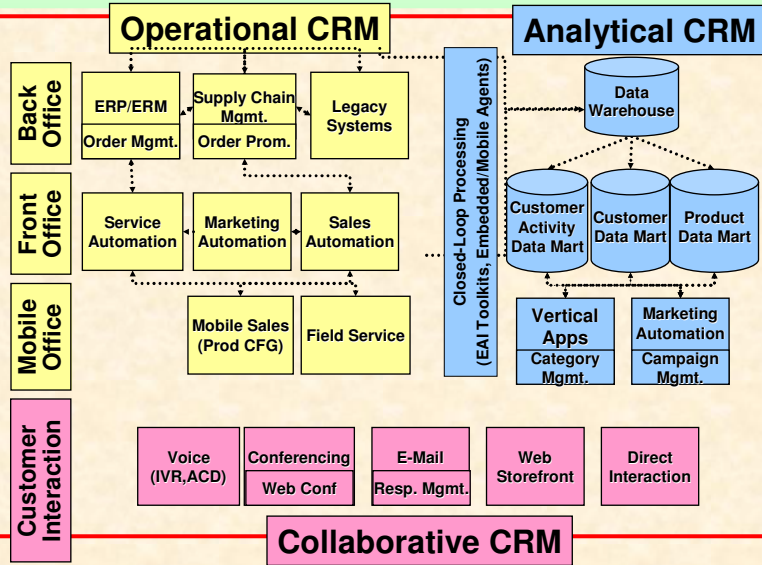 Operational CRM
Analytical CRM
Back
Office
ERP/ERM
Order Mgmt.
Supply Chain
Mgmt.
Order Prom.
Legacy
Systems
Closed-Loop Processing
(EAI Toolkits, Embedded/Mobile Agents)
Data
Warehouse
Front
Office
Service
Automation
Marketing
Automation
Sales
Automation
Customer
Activity
Data Mart
Customer
Data Mart
Product
Data Mart
Mobile
Office
Mobile Sales
(Prod CFG)
Field Service
Vertical
Apps
Category
Mgmt.
Marketing
Automation
Campaign
Mgmt.
Customer
Interaction
Voice
(IVR,ACD)
Conferencing
Web Conf
E-Mail
Resp. Mgmt.
Web
Storefront
Direct
Interaction
Collaborative CRM